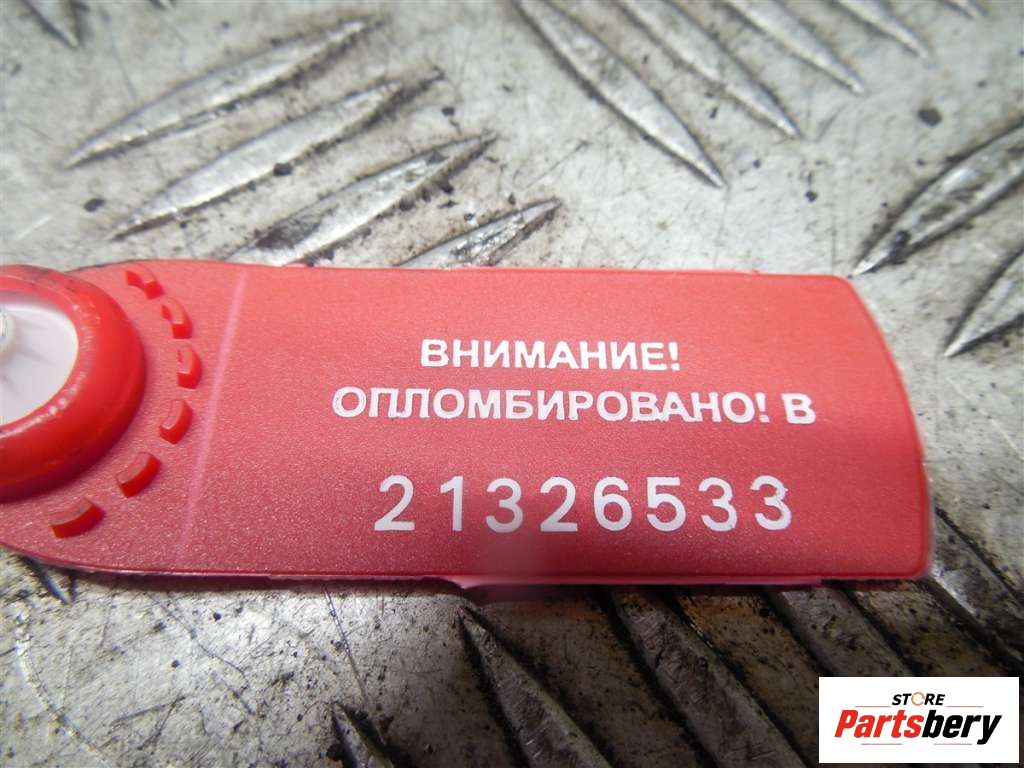 ВНИМАНИЕ!
ОПЛОМБИРОВАНО! В
21326533
STORE
Partsbery